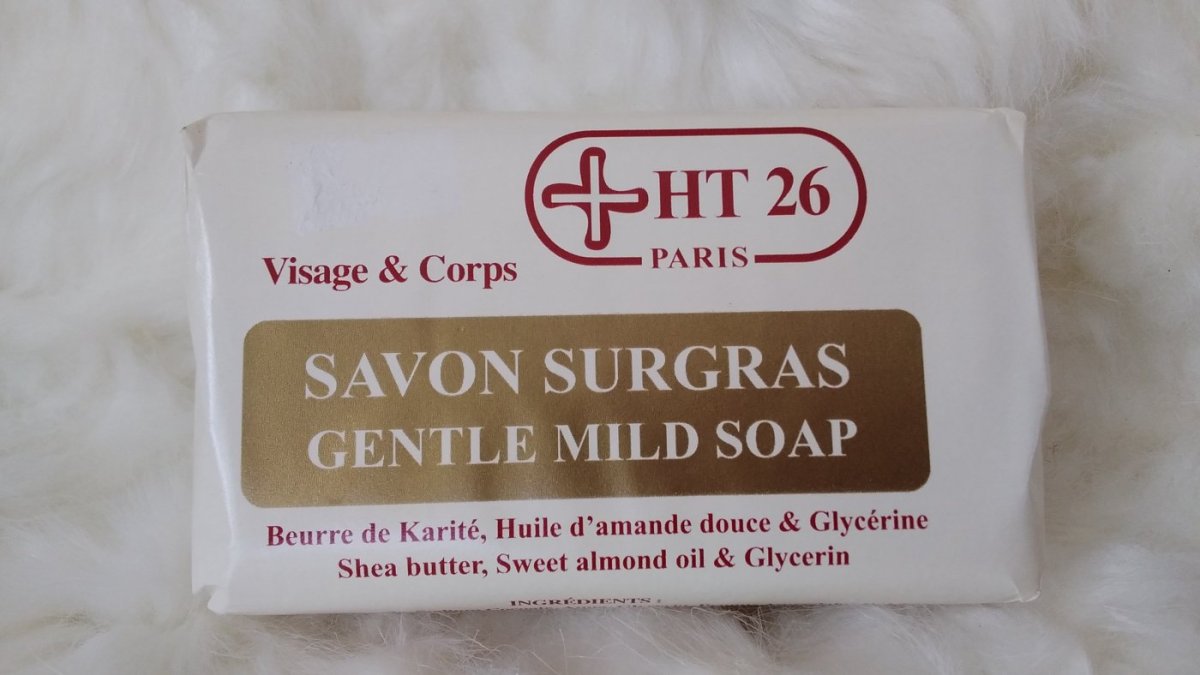 HT 26
PARIS
Visage & Corps
SAVON SURGRAS
GENTLE MILD SOAP
Beurre de Karité, Huile d'amande douce & Glycérine
Shea butter, Sweet almond oil & Glycerin
INGRÉDIENTS :